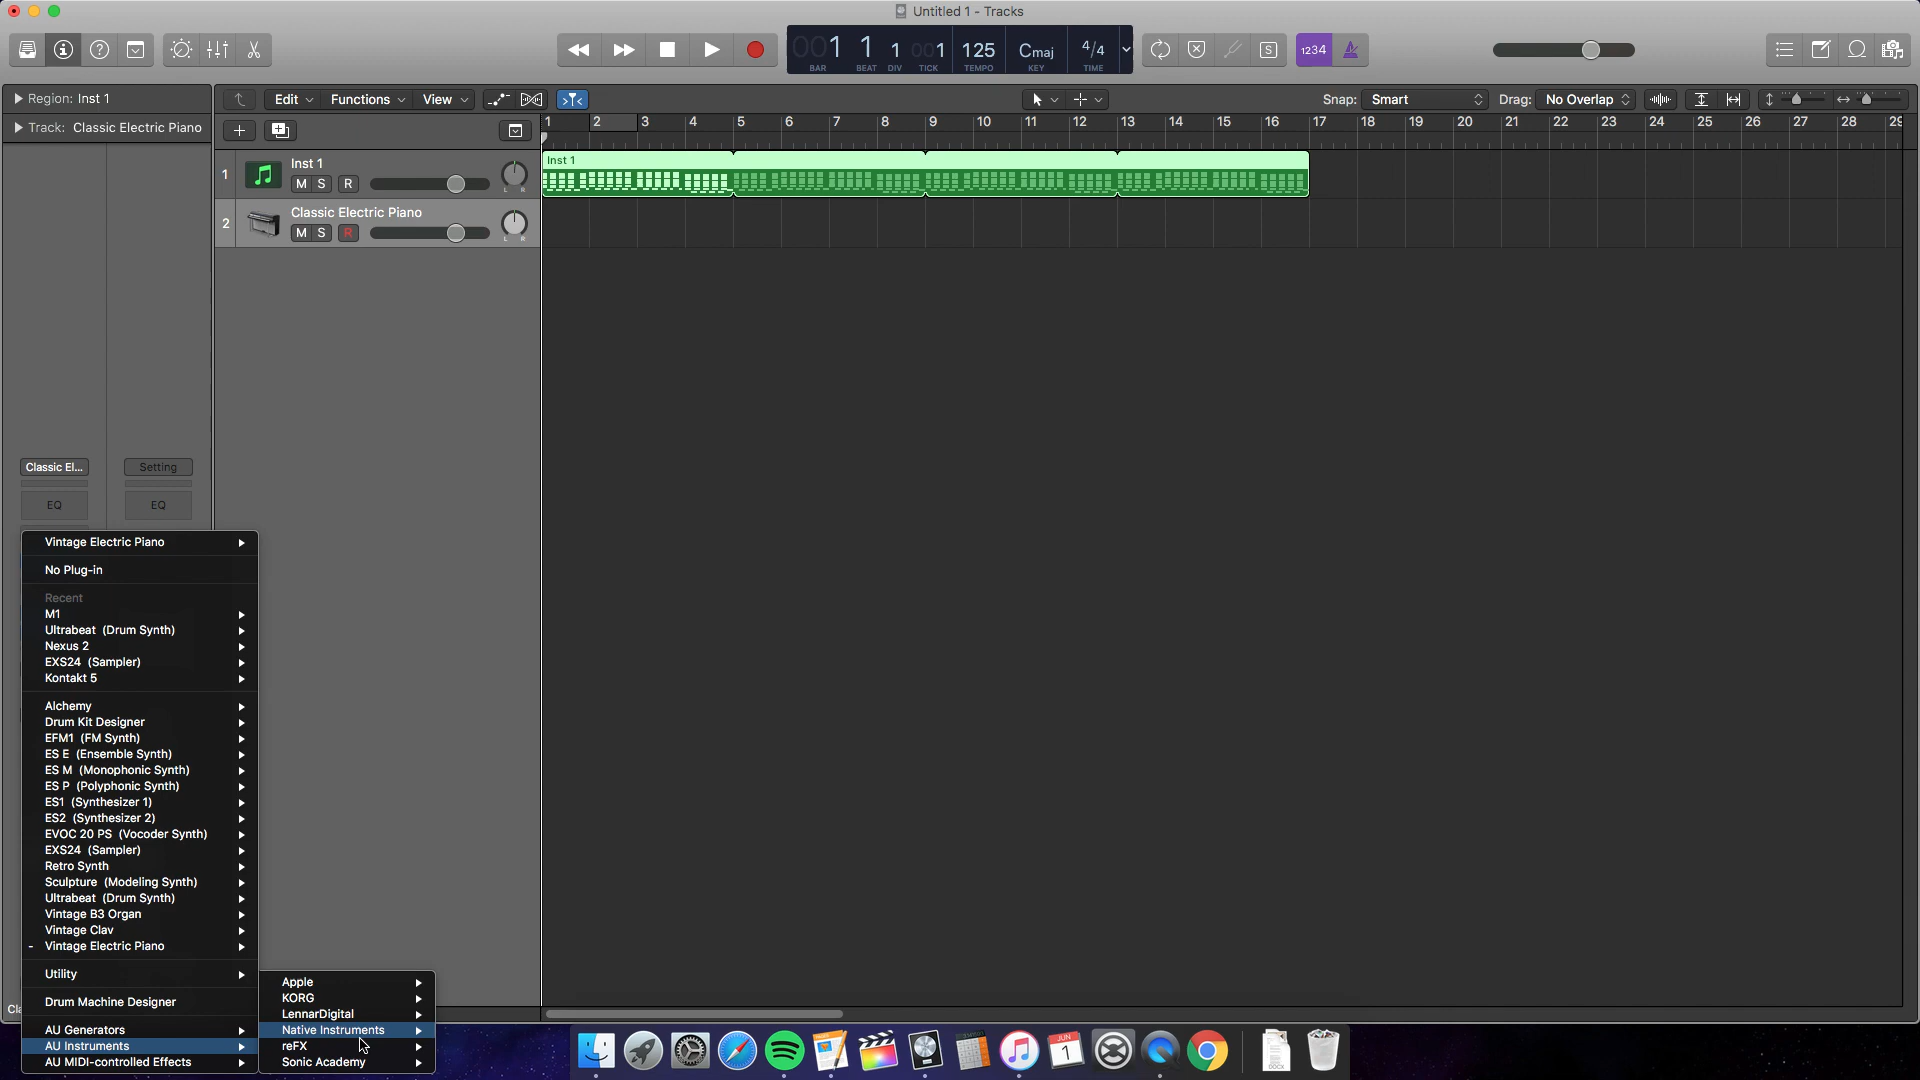 Untitled 1 - Tracks
001 1 1 001 125 Cmaj 4/4
BAR BEAT DIV TICK TEMPO KEY TIME
S 1234
Region: Inst 1
Edit Functions View Snap: Smart Drag: No Overlap
Track: Classic Electric Piano
1 2 3 4 5 6 7 8 9 10 11 12 13 14 15 16 17 18 19 20 21 22 23 24 25 26 27 28 29
1 Inst 1
M S R L R
Inst 1
2 Classic Electric Piano
M S R L R
Classic El... Setting
EQ EQ
Vintage Electric Piano
No Plug-in
Recent
M1
Ultrabeat (Drum Synth)
Nexus 2
EXS24 (Sampler)
Kontakt 5
Alchemy
Drum Kit Designer
EFM1 (FM Synth)
ES E (Ensemble Synth)
ES M (Monophonic Synth)
ES P (Polyphonic Synth)
ES1 (Synthesizer 1)
ES2 (Synthesizer 2)
EVOC 20 PS (Vocoder Synth)
EXS24 (Sampler)
Retro Synth
Sculpture (Modeling Synth)
Ultrabeat (Drum Synth)
Vintage B3 Organ
Vintage Clav
- Vintage Electric Piano
Utility
Drum Machine Designer
AU Generators
AU Instruments
AU MIDI-controlled Effects
Apple
KORG
LennarDigital
Native Instruments
reFX
Sonic Academy
JUN
1
DOCX